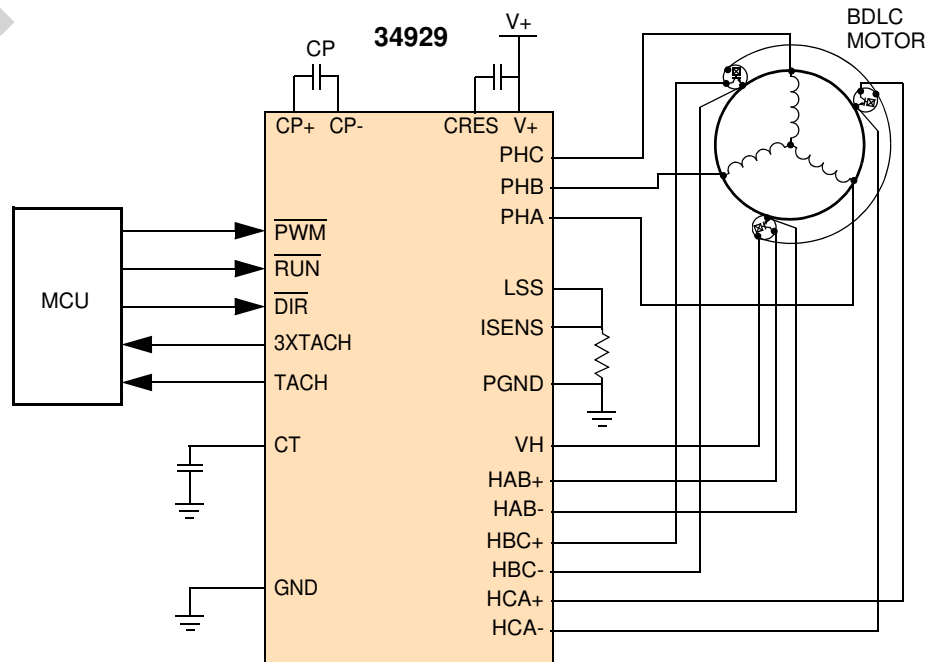 34929
V+
BDLC
MOTOR
CP
CP+ CP- CRES V+
PHC
PHB
PHA
PWM
RUN
DIR
3XTACH
TACH
MCU
LSS
ISENS
PGND
CT
VH
HAB+
HAB-
HBC+
HBC-
GND
HCA+
HCA-